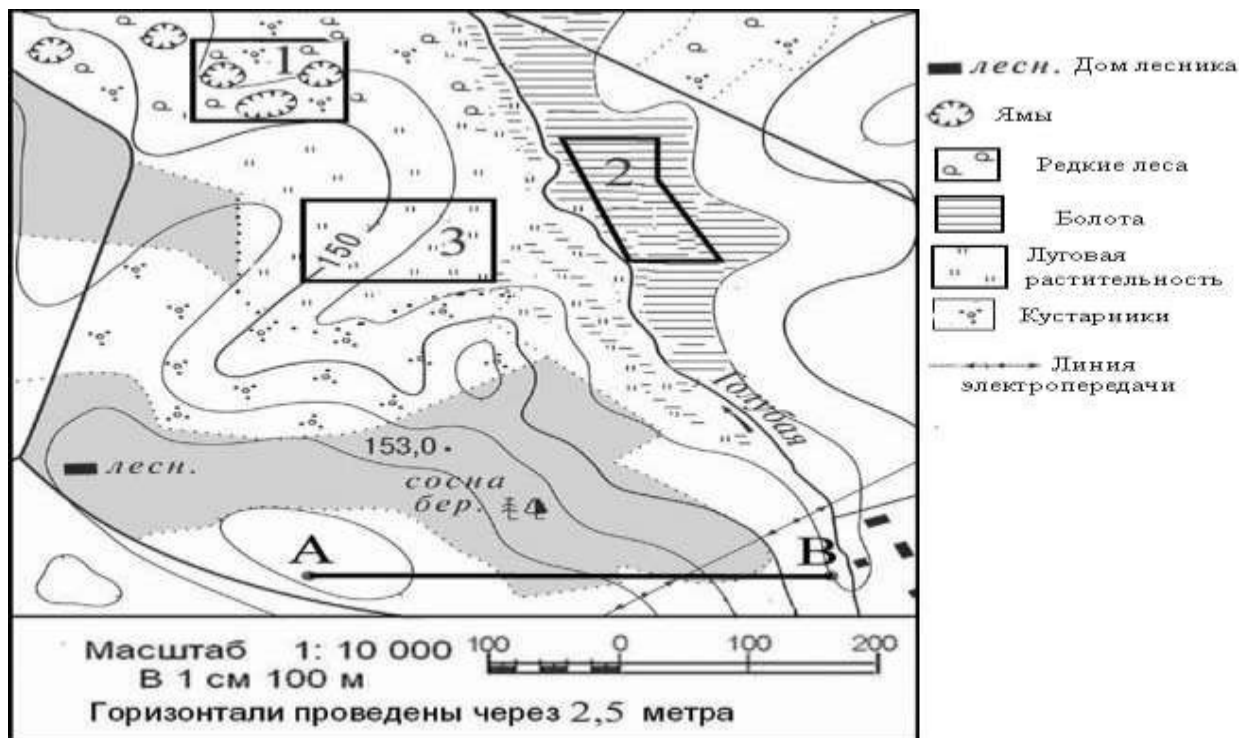 1
2
3
150
Голубая
лесн.
153,0
сосна
бер.
А
В
Масштаб 1: 10 000
В 1 см 100 м
100 0 100 200
Горизонтали проведены через 2,5 метра
лесн. Дом лесника
Ямы
Редкие леса
Болота
Луговая
растительность
Кустарники
Линия
электропередачи